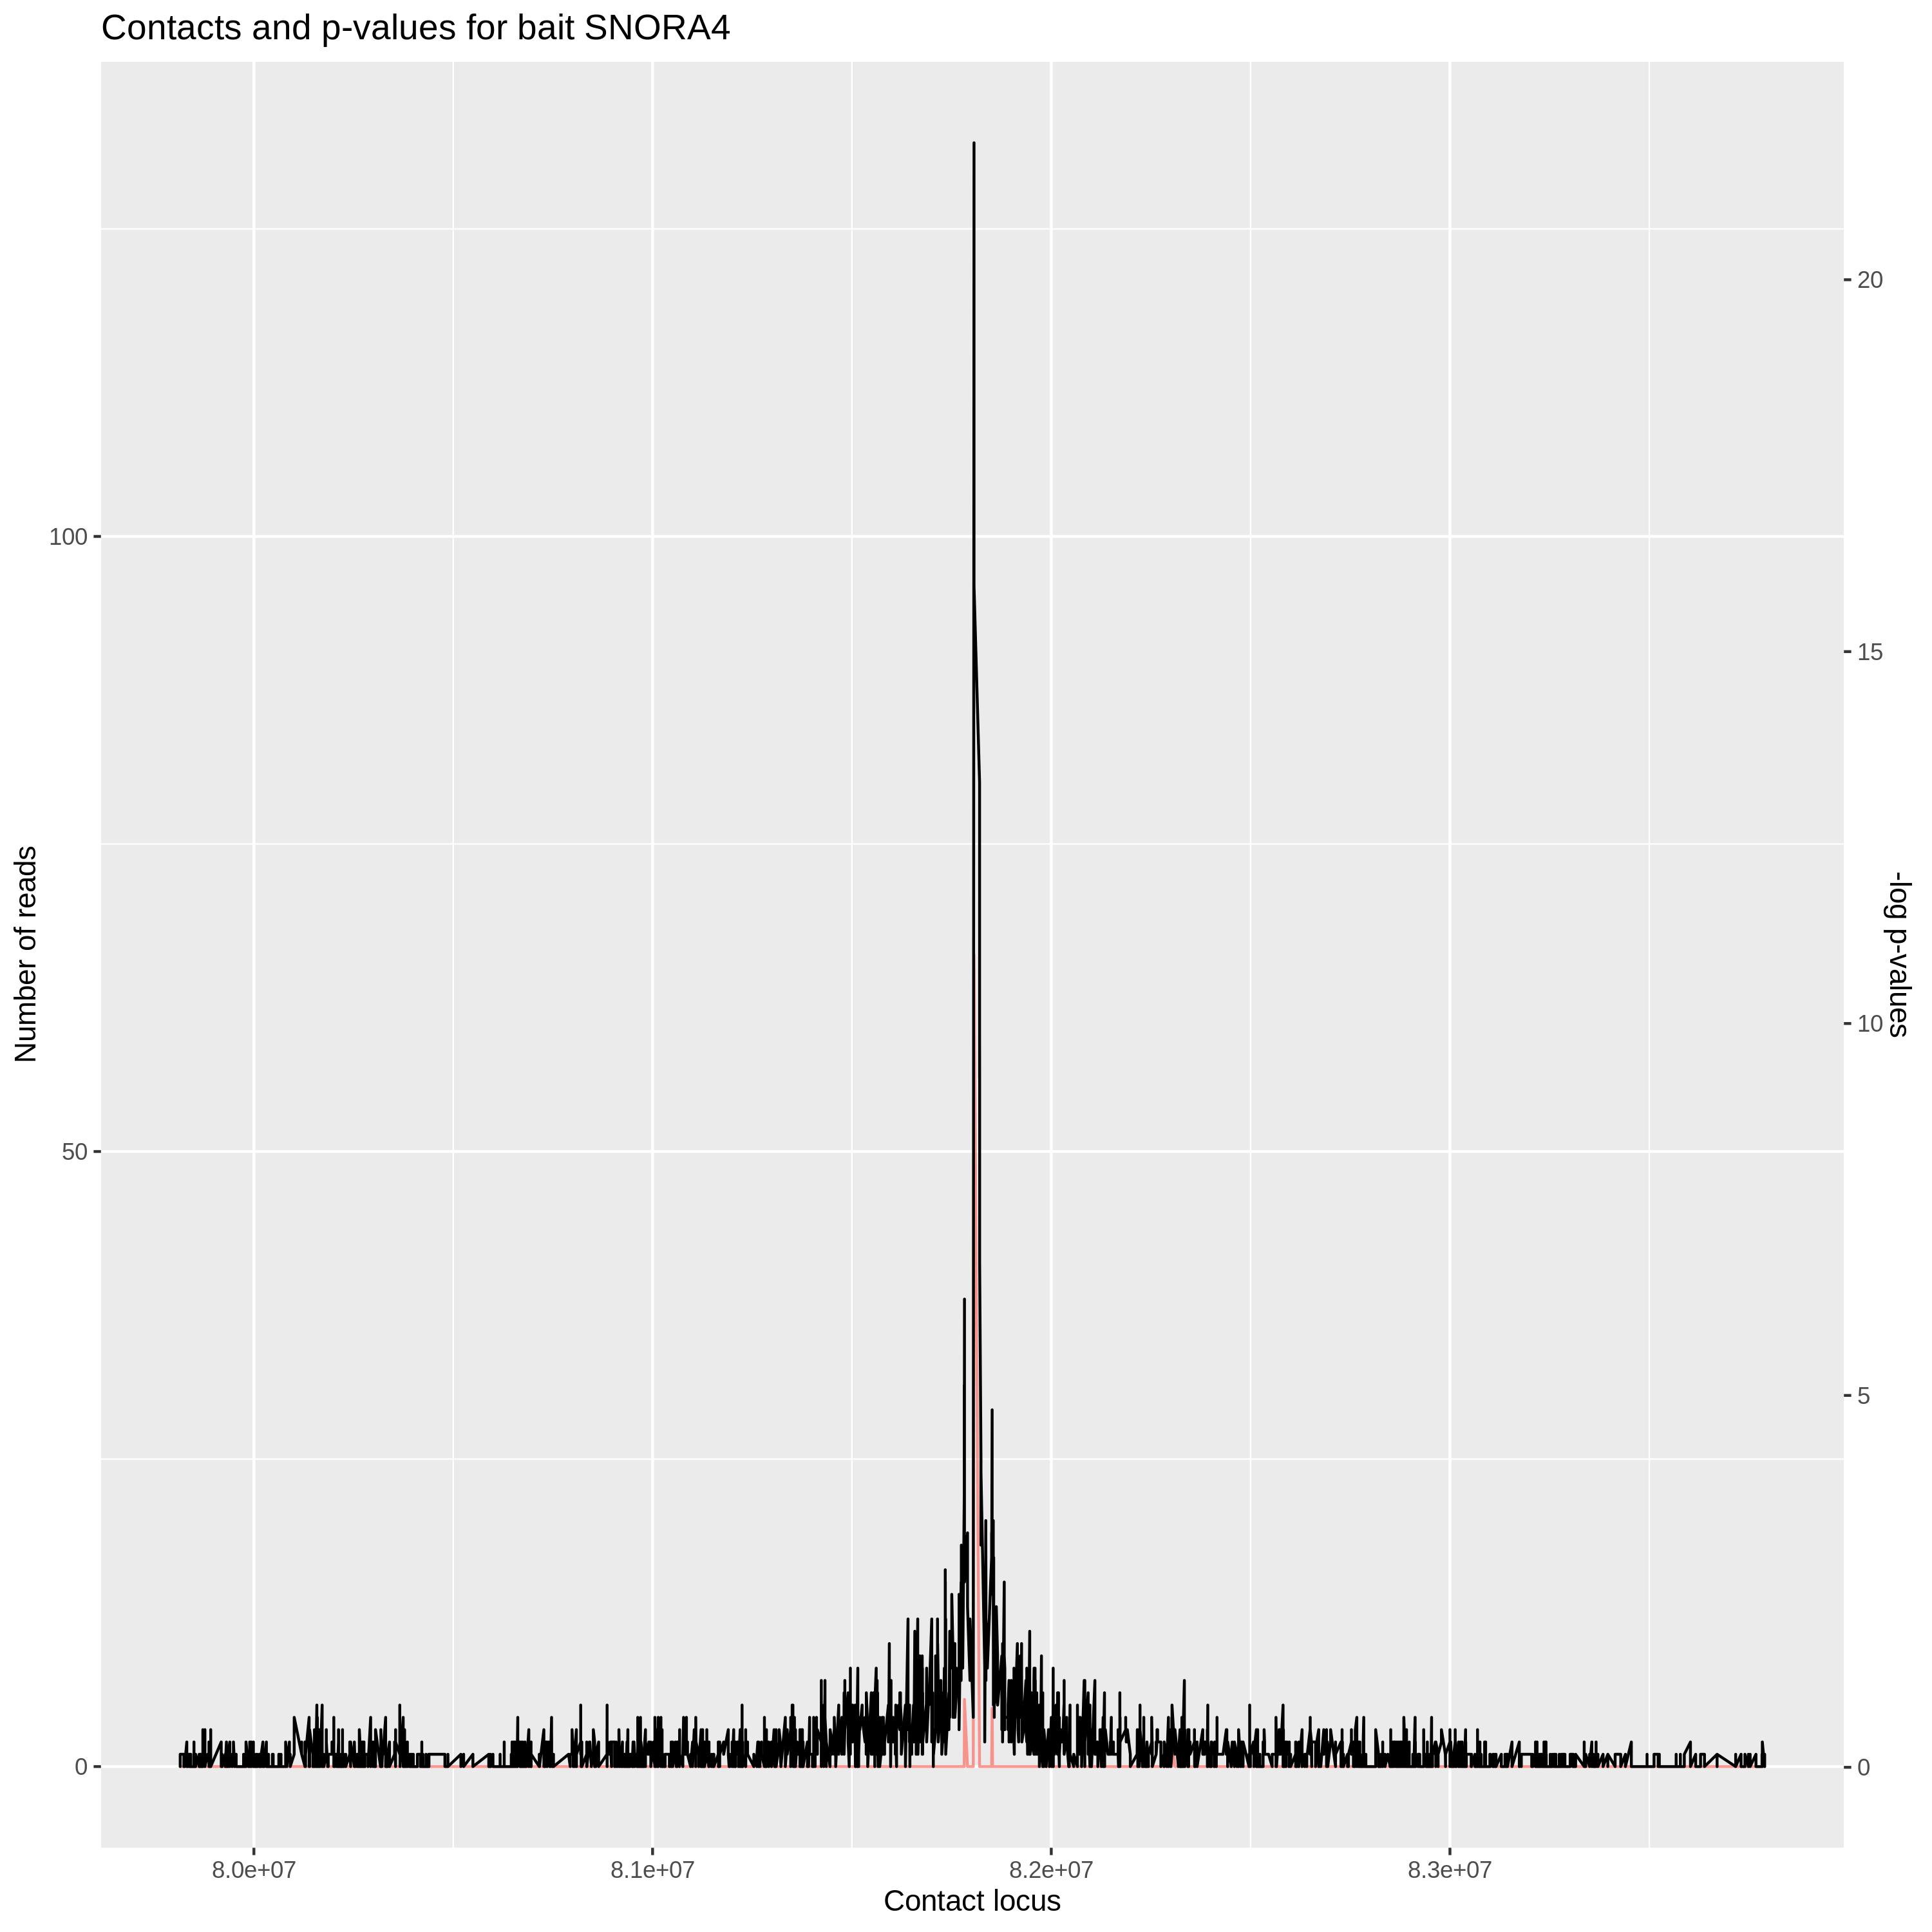 Contacts and p-values for bait SNORA4
Number of reads
100
50
0
20
15
10
5
0
-log p-values
8.0e+07
8.1e+07
8.2e+07
8.3e+07
Contact locus